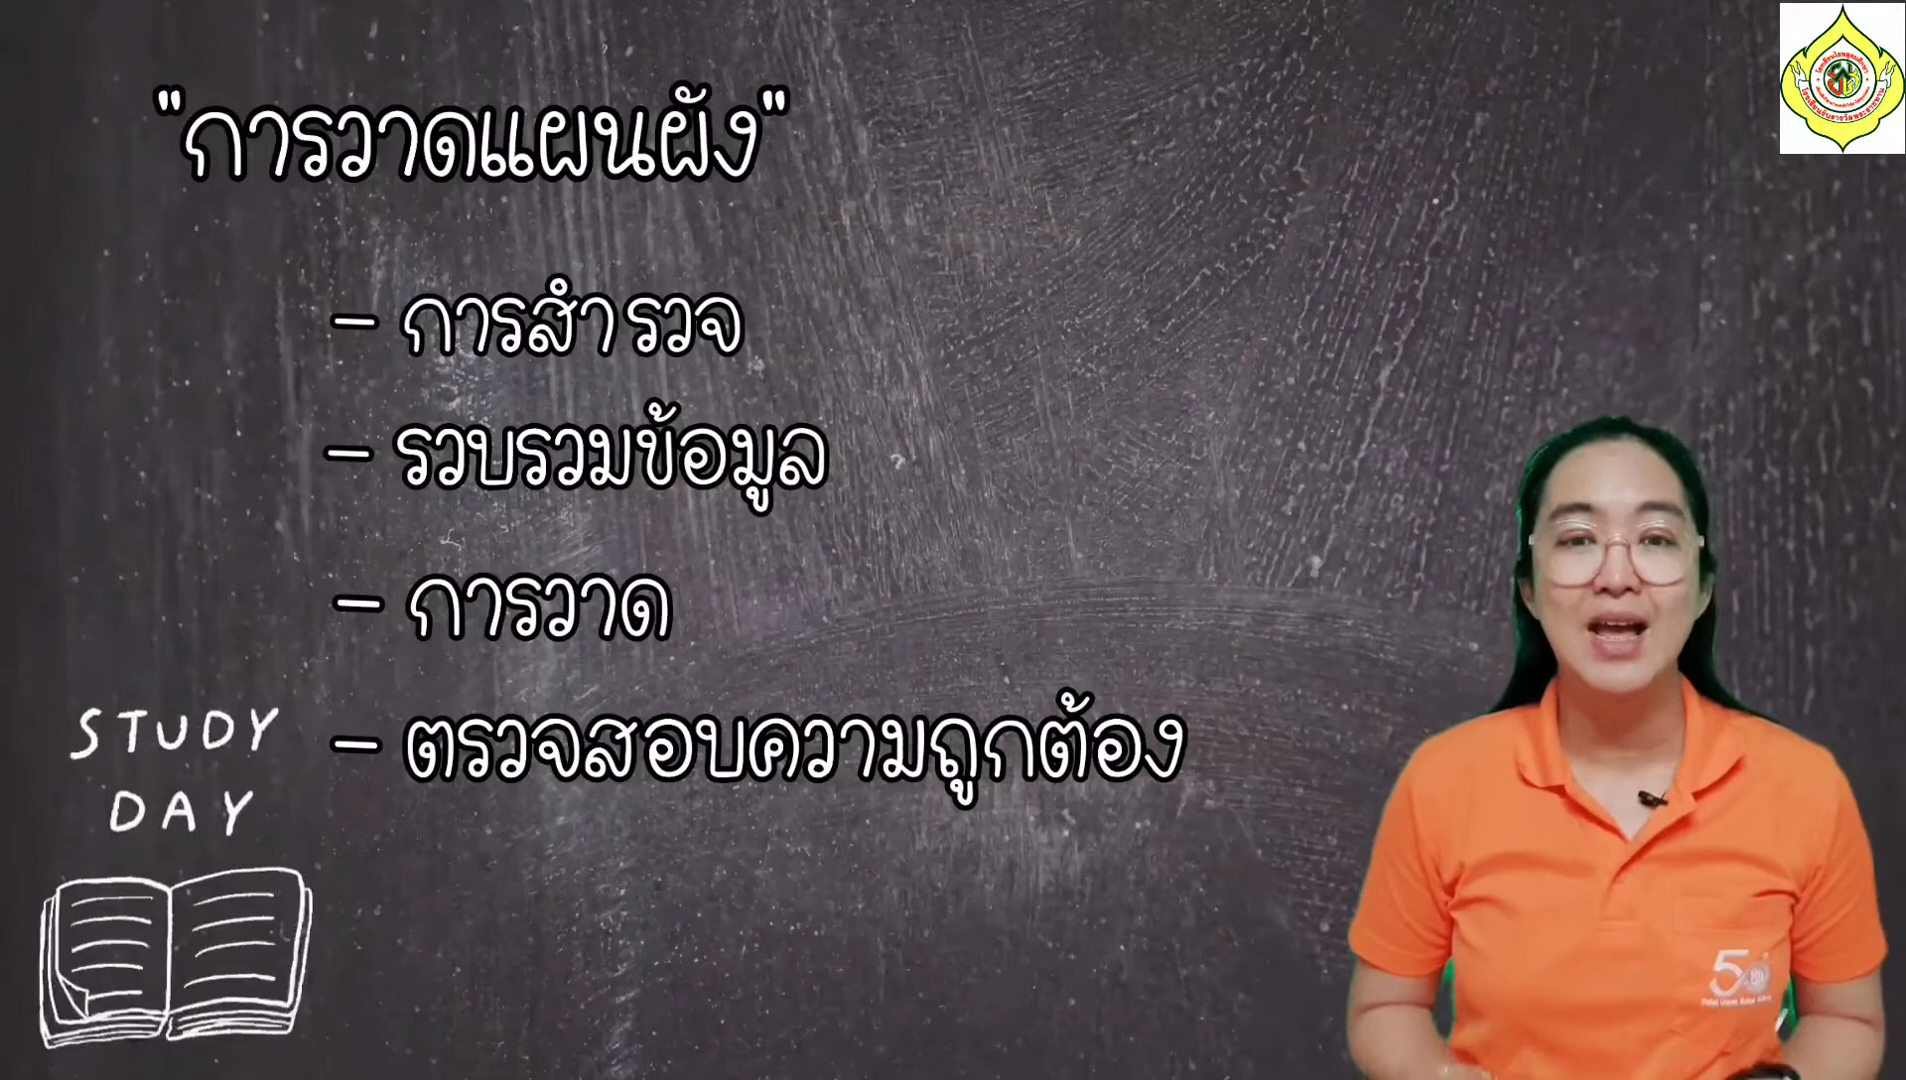 "การวาดแผนผัง"
- การสำรวจ
- รวบรวมข้อมูล
- การวาด
- ตรวจสอบความถูกต้อง
STUDY
DAY
50